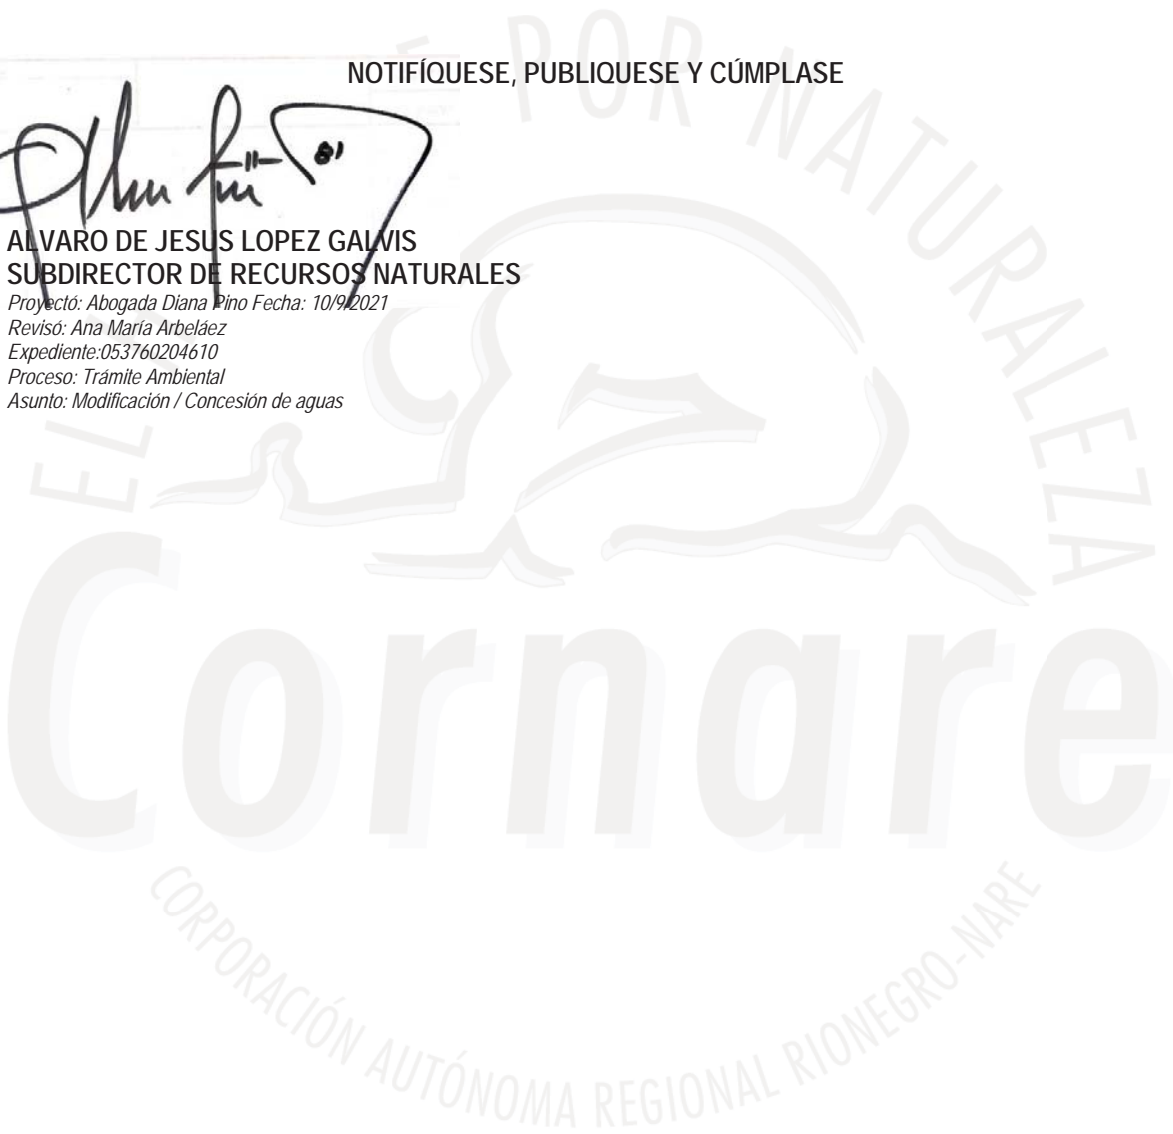 NOTIFÍQUESE, PUBLIQUESE Y CÚMPLASE
ALVARO DE JESUS LOPEZ GALVIS
SUBDIRECTOR DE RECURSOS NATURALES
Proyectó: Abogada Diana Pino Fecha: 10/9/2021
Revisó: Ana María Arbeláez
Expediente:053760204610
Proceso: Trámite Ambiental
Asunto: Modificación / Concesión de aguas
POR NATURALEZA
Cornare
CORPORACIÓN AUTÓNOMA REGIONAL RIONEGRO-NARE